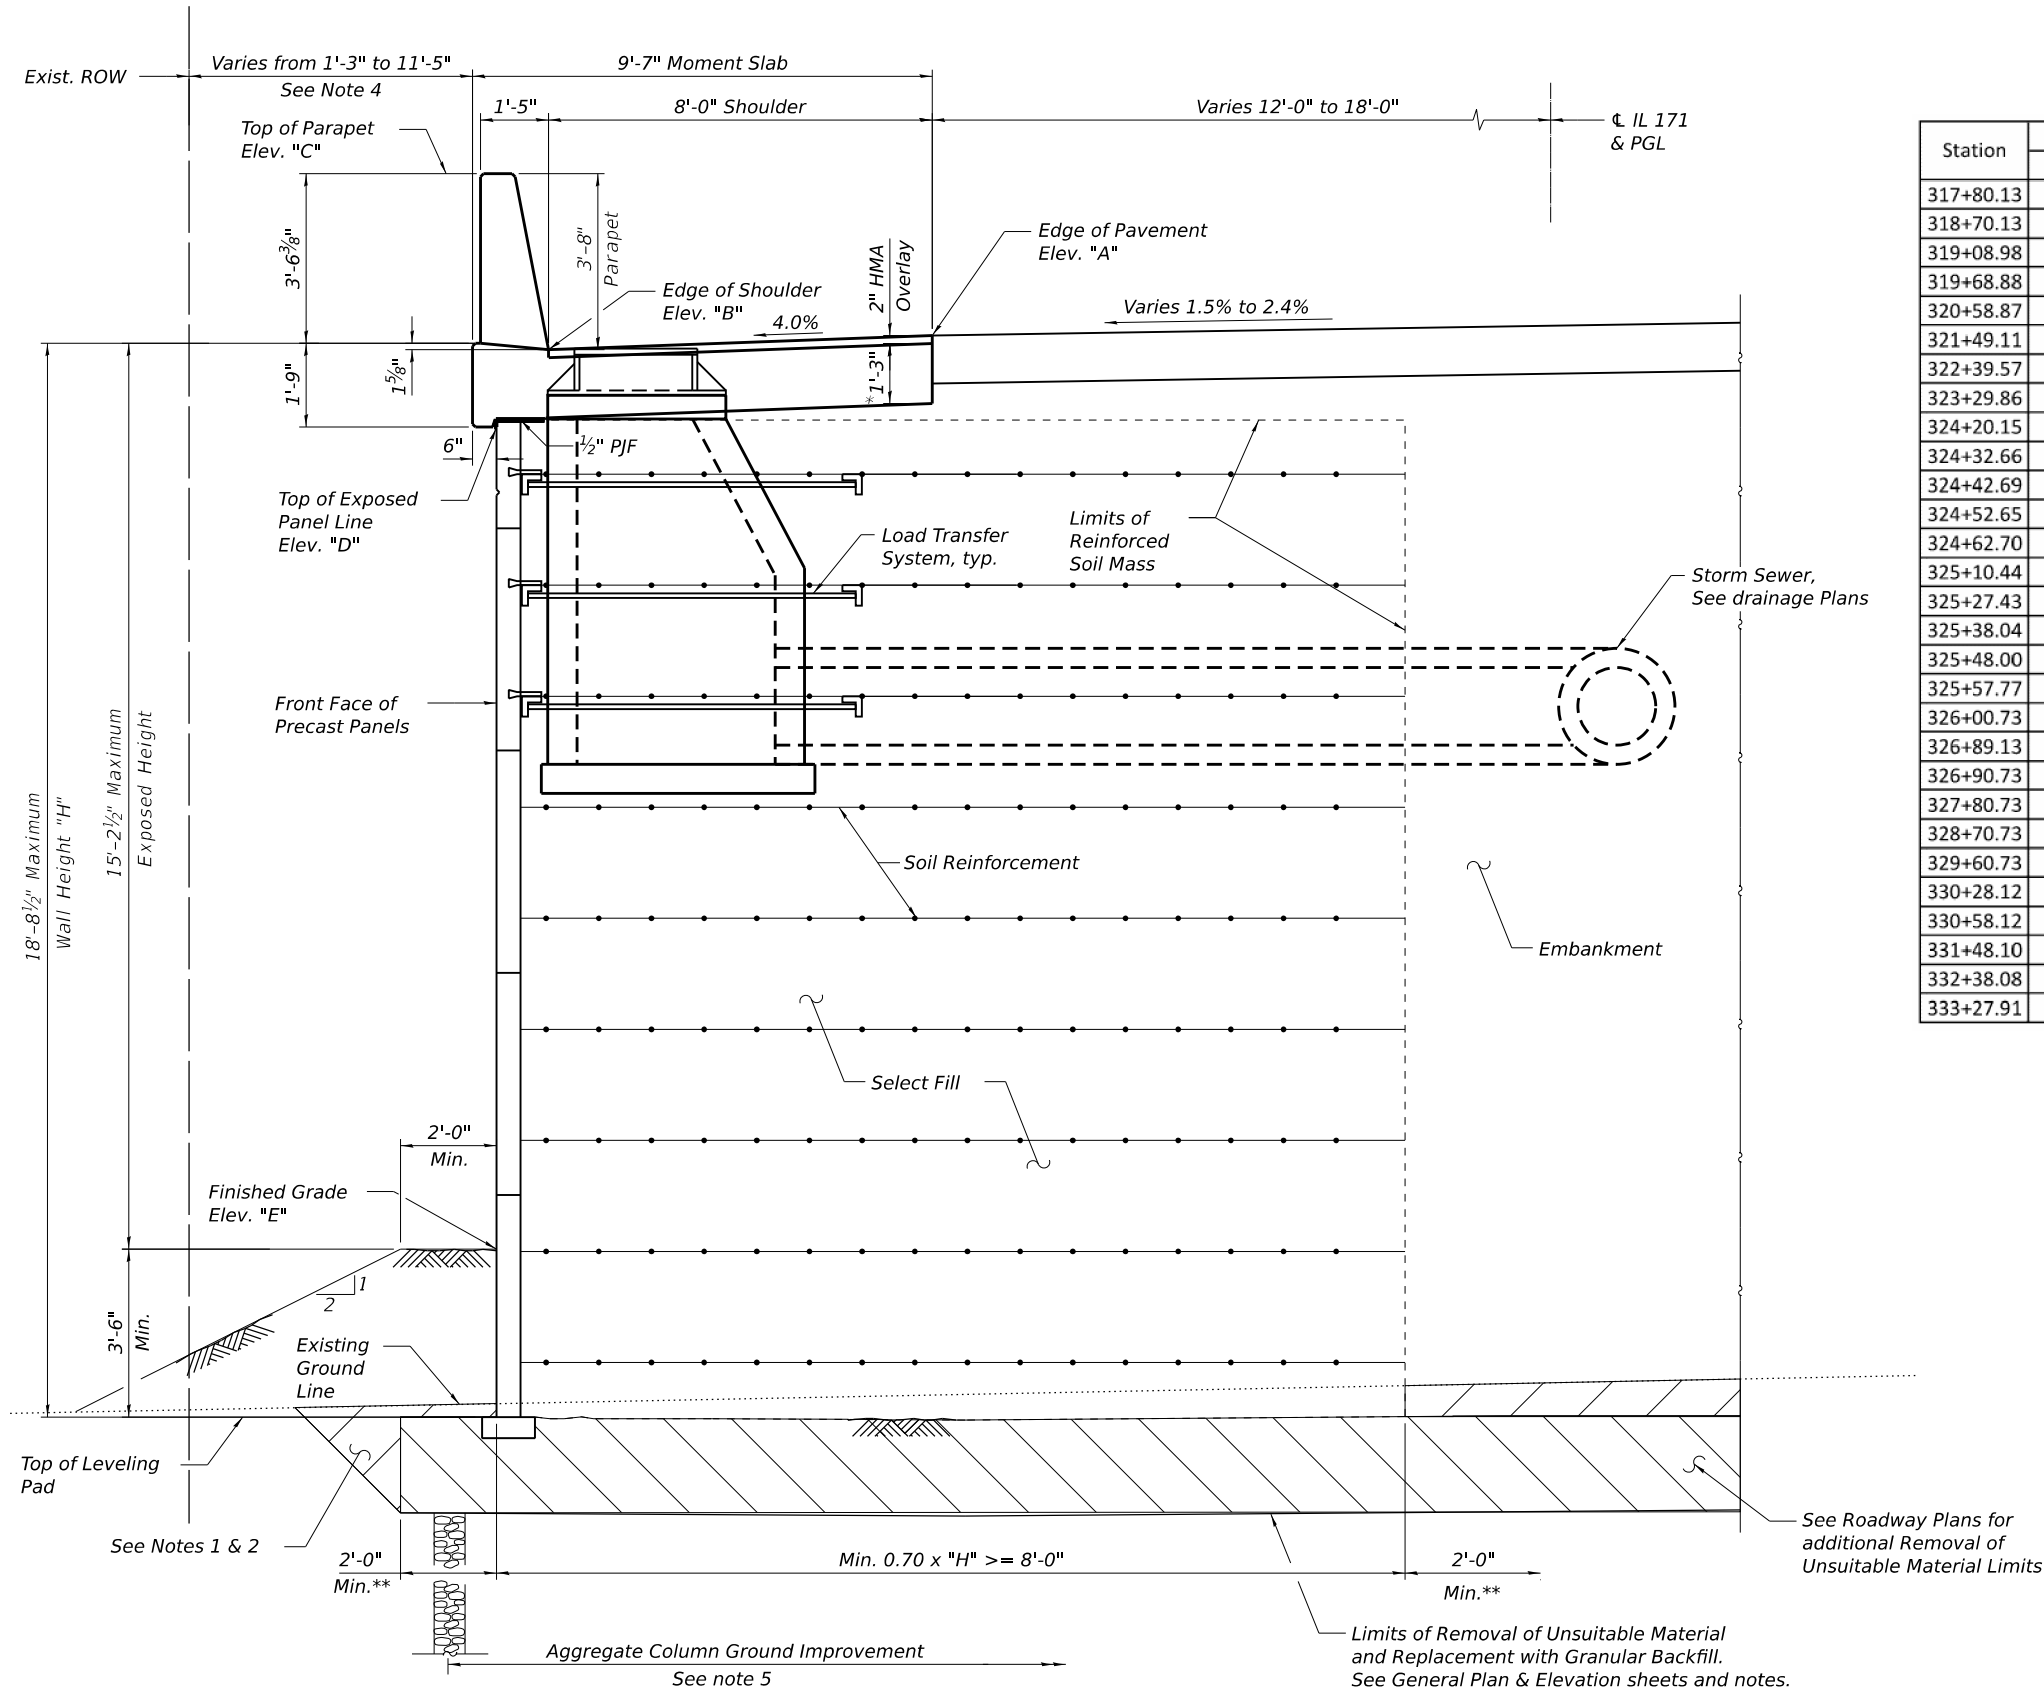 Exist. ROW
Varies from 1'-3" to 11'-5"
See Note 4
9'-7" Moment Slab
1'-5"
8'-0" Shoulder
Varies 12'-0" to 18'-0"
℄ IL 171
& PGL
Top of Parapet
Elev. "C"
3'-6⅜"
3'-8"
Parapet
Edge of Shoulder
Elev. "B"
4.0%
2" HMA
Overlay
Edge of Pavement
Elev. "A"
Varies 1.5% to 2.4%
1'-9"
1⅝"
*1'-3"
6"
½" PJF
Top of Exposed
Panel Line
Elev. "D"
Load Transfer
System, typ.
Limits of
Reinforced
Soil Mass
Storm Sewer,
See drainage Plans
Front Face of
Precast Panels
18'-8½" Maximum
Wall Height "H"
15'-2½" Maximum
Exposed Height
Soil Reinforcement
Embankment
Select Fill
2'-0"
Min.
Finished Grade
Elev. "E"
1
2
3'-6"
Min.
Existing
Ground
Line
Top of Leveling
Pad
See Notes 1 & 2
2'-0"
Min.**
Min. 0.70 x "H" >= 8'-0"
2'-0"
Min.**
See Roadway Plans for
additional Removal of
Unsuitable Material Limits
Aggregate Column Ground Improvement
See note 5
Limits of Removal of Unsuitable Material
and Replacement with Granular Backfill.
See General Plan & Elevation sheets and notes.
Station
317+80.13
318+70.13
319+08.98
319+68.88
320+58.87
321+49.11
322+39.57
323+29.86
324+20.15
324+32.66
324+42.69
324+52.65
324+62.70
325+10.44
325+27.43
325+38.04
325+48.00
325+57.77
326+00.73
326+89.13
326+90.73
327+80.73
328+70.73
329+60.73
330+28.12
330+58.12
331+48.10
332+38.08
333+27.91